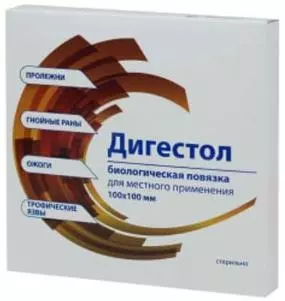 ПРОЛЕЖНИ
ГНОЙНЫЕ РАНЫ
ОЖОГИ
ТРОФИЧЕСКИЕ
ЯЗВЫ
Дигестол
биологическая повязка
для местного применения
100х100 мм
стерильно